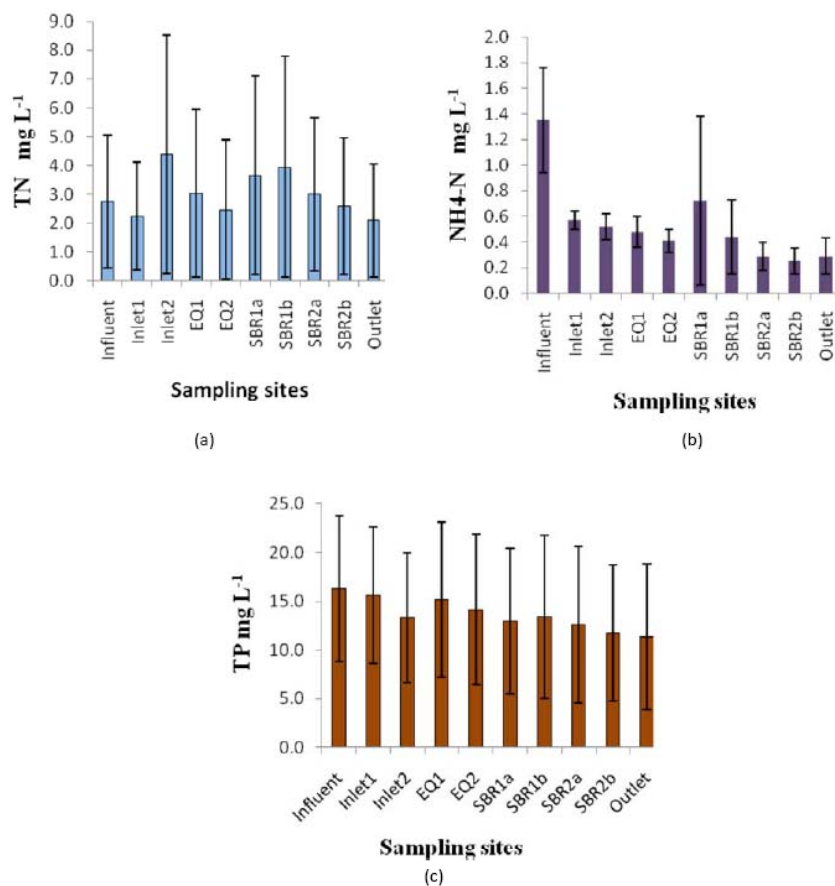 TN mg L-1
9.0
8.0
7.0
6.0
5.0
4.0
3.0
2.0
1.0
0.0
Influent
Inlet1
Inlet2
EQ1
EQ2
SBR1a
SBR1b
SBR2a
SBR2b
Outlet
Sampling sites
(a)
NH4-N mg L-1
2.0
1.8
1.6
1.4
1.2
1.0
0.8
0.6
0.4
0.2
0.0
Influent
Inlet1
Inlet2
EQ1
EQ2
SBR1a
SBR1b
SBR2a
SBR2b
Outlet
Sampling sites
(b)
TP mg L-1
25.0
20.0
15.0
10.0
5.0
0.0
Influent
Inlet1
Inlet2
EQ1
EQ2
SBR1a
SBR1b
SBR2a
SBR2b
Outlet
Sampling sites
(c)